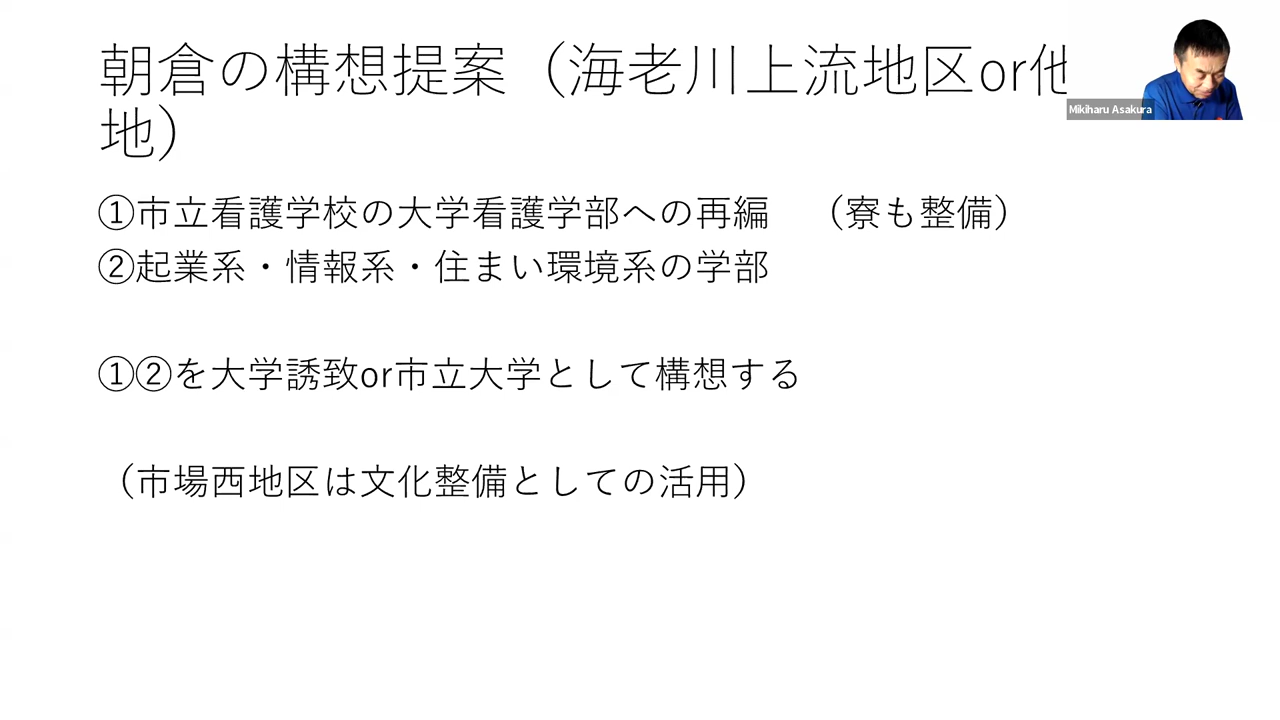 朝倉の構想提案（海老川上流地区or他
地）
Mikiharu Asakura
①市立看護学校の大学看護学部への再編　（寮も整備）
②起業系・情報系・住まい環境系の学部
①②を大学誘致or市立大学として構想する
（市場西地区は文化整備としての活用）